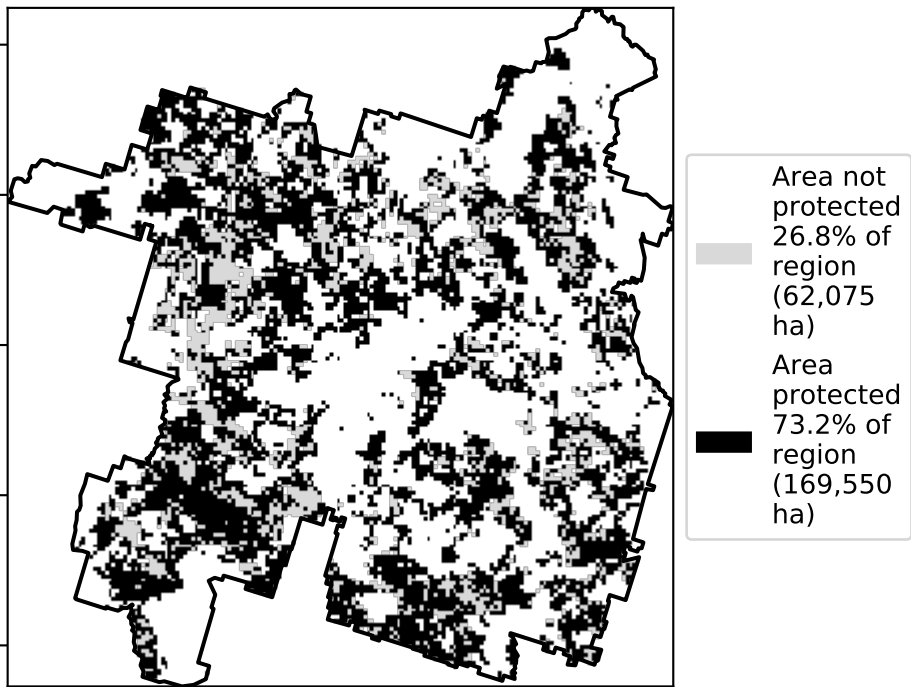 Area not
protected
26.8% of
region
(62,075
ha)
Area
protected
73.2% of
region
(169,550
ha)